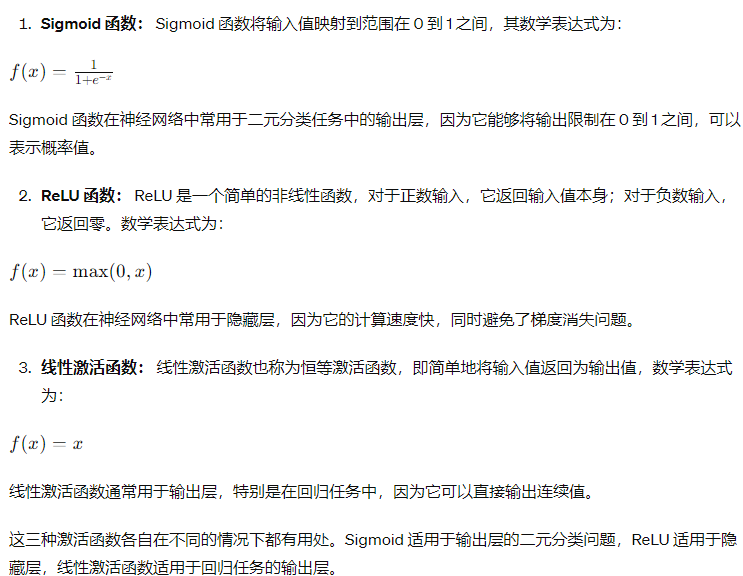 1. Sigmoid 函数： Sigmoid 函数将输入值映射到范围在 0 到 1 之间，其数学表达式为：
f(x) = \frac{1}{1+e^{-x}}
Sigmoid 函数在神经网络中常用于二元分类任务中的输出层，因为它能够将输出限制在 0 到 1 之间，可以
表示概率值。
2. ReLU 函数： ReLU 是一个简单的非线性函数，对于正数输入，它返回输入值本身；对于负数输入，
它返回零。数学表达式为：
f(x) = max(0, x)
ReLU 函数在神经网络中常用于隐藏层，因为它的计算速度快，同时避免了梯度消失问题。
3. 线性激活函数： 线性激活函数也称为恒等激活函数，即简单地将输入值返回为输出值，数学表达式
为：
f(x) = x
线性激活函数通常用于输出层，特别是在回归任务中，因为它可以直接输出连续值。
这三种激活函数各自在不同的情况下都有用处。Sigmoid 适用于输出层的二元分类问题，ReLU 适用于隐
藏层，线性激活函数适用于回归任务的输出层。